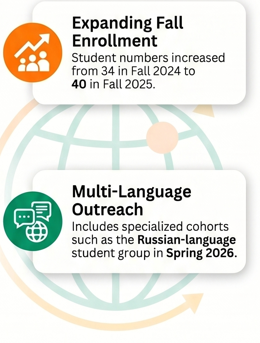 Expanding Fall
Enrollment
Student numbers increased
from 34 in Fall 2024 to
40 in Fall 2025.
Multi-Language
Outreach
Includes specialized cohorts
such as the Russian-language
student group in Spring 2026.